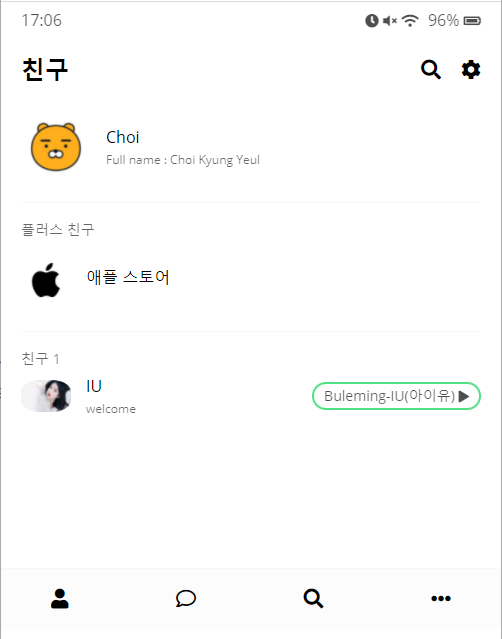 17:06
96%
친구
Choi
Full name : Choi Kyung Yeul
플러스 친구
애플 스토어
친구 1
IU
welcome
Buleming-IU(아이유)